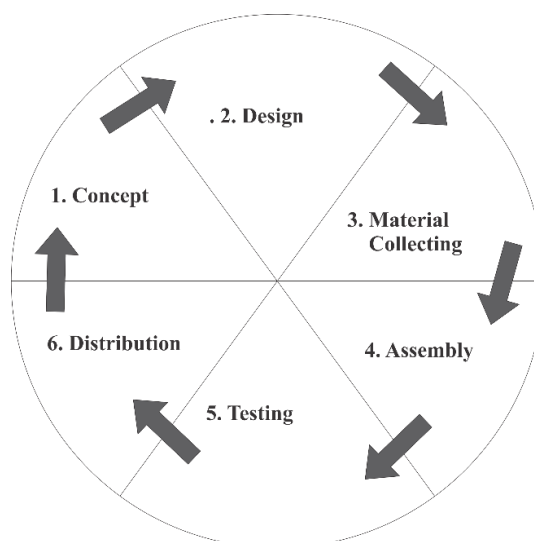 1. Concept
. 2. Design
3. Material
Collecting
4. Assembly
5. Testing
6. Distribution